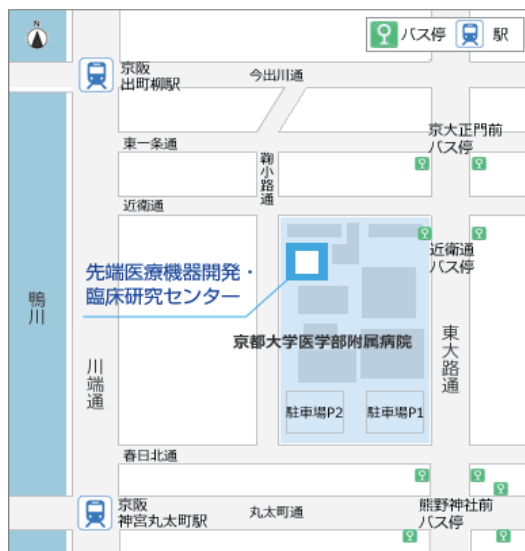 バス停
駅
京阪
出町柳駅
今出川通
京大正門前
バス停
東一条通
鞠小路通
近衛通
近衛通
バス停
先端医療機器開発・
臨床研究センター
鴨川
京都大学医学部附属病院
東大路通
川端通
駐車場P2
駐車場P1
春日北通
京阪
神宮丸太町駅
丸太町通
熊野神社前
バス停